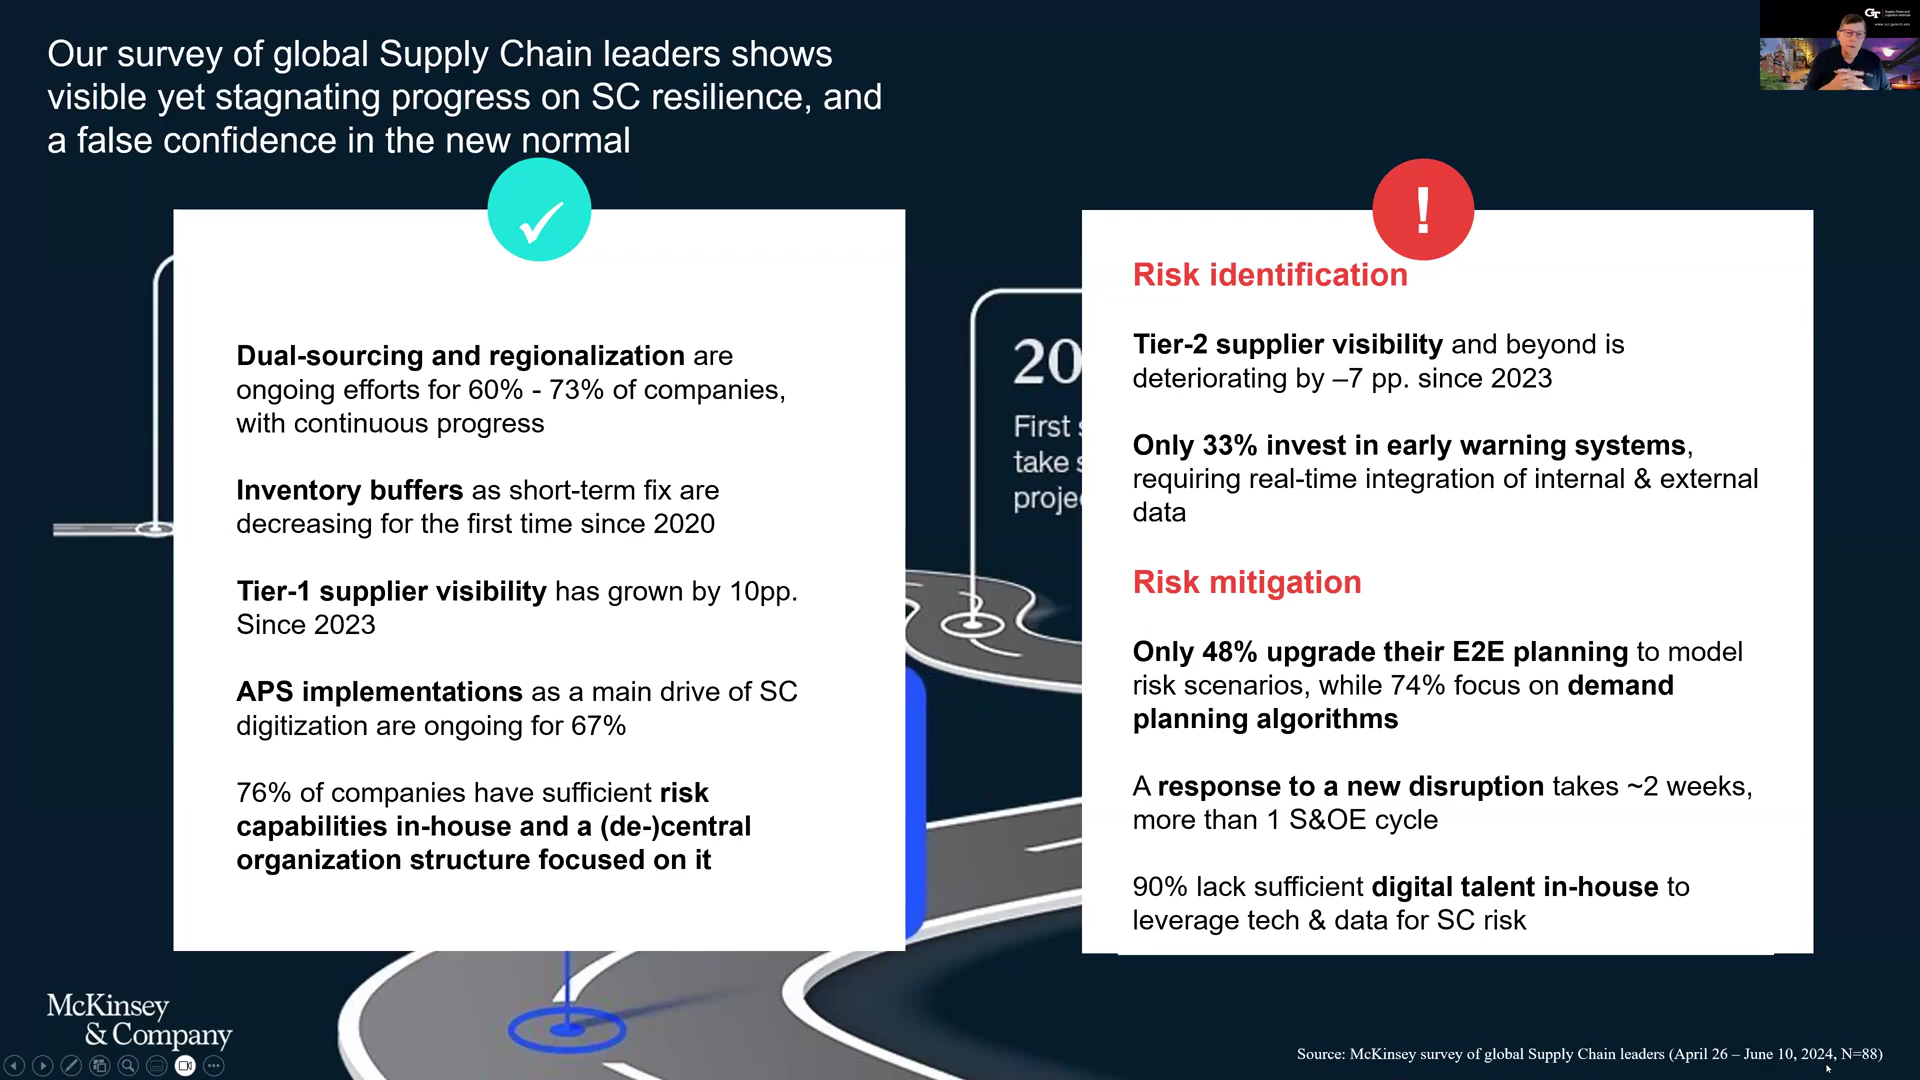 Our survey of global Supply Chain leaders shows
visible yet stagnating progress on SC resilience, and
a false confidence in the new normal
GT
Dual-sourcing and regionalization are
ongoing efforts for 60% - 73% of companies,
with continuous progress
Inventory buffers as short-term fix are
decreasing for the first time since 2020
Tier-1 supplier visibility has grown by 10pp.
Since 2023
APS implementations as a main drive of SC
digitization are ongoing for 67%
76% of companies have sufficient risk
capabilities in-house and a (de-)central
organization structure focused on it
20
First
take
proje
!
Risk identification
Tier-2 supplier visibility and beyond is
deteriorating by –7 pp. since 2023
Only 33% invest in early warning systems,
requiring real-time integration of internal & external
data
Risk mitigation
Only 48% upgrade their E2E planning to model
risk scenarios, while 74% focus on demand
planning algorithms
A response to a new disruption takes ~2 weeks,
more than 1 S&OE cycle
90% lack sufficient digital talent in-house to
leverage tech & data for SC risk
McKinsey
& Company
Source: McKinsey survey of global Supply Chain leaders (April 26 – June 10, 2024, N=88)